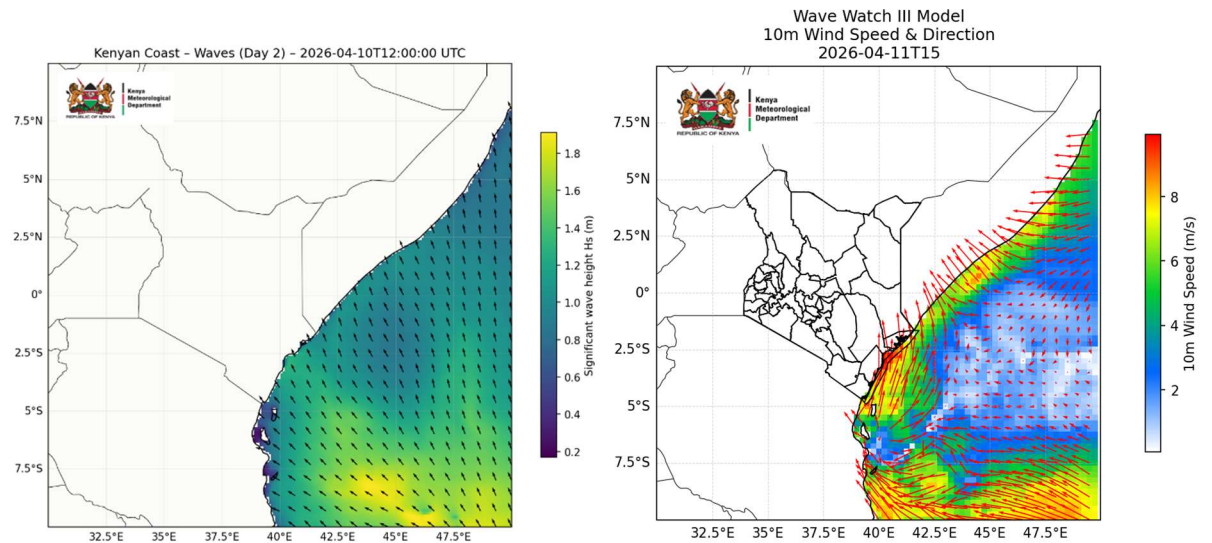 Kenyan Coast – Waves (Day 2) – 2026-04-10T12:00:00 UTC
REPUBLIC OF KENYA
Kenya
Meteorological
Department
7.5°N
5°N
2.5°N
0°
2.5°S
5°S
7.5°S
32.5°E 35°E 37.5°E 40°E 42.5°E 45°E 47.5°E
1.8
1.6
1.4
1.2
1.0
0.8
0.6
0.4
0.2
Significant wave height Hs (m)
Wave Watch III Model
10m Wind Speed & Direction
2026-04-11T15
REPUBLIC OF KENYA
Kenya
Meteorological
Department
7.5°N
5°N
2.5°N
0°
2.5°S
5°S
7.5°S
32.5°E 35°E 37.5°E 40°E 42.5°E 45°E 47.5°E
8
6
4
2
10m Wind Speed (m/s)